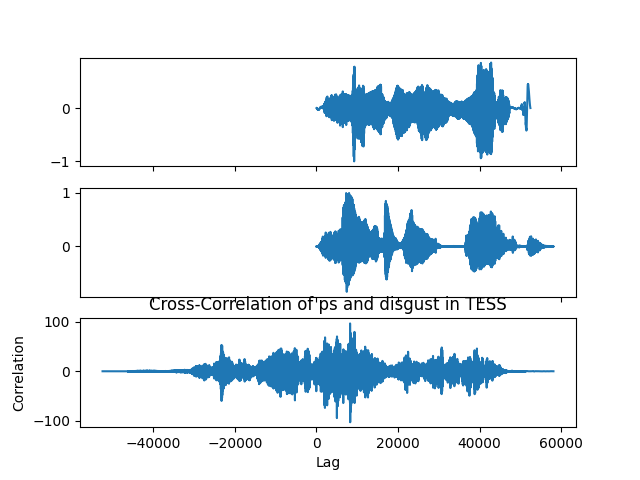 0
−1
1
0
Cross-Correlation of ps and disgust in TESS
100
0
−100
Correlation
−40000 −20000 0 20000 40000 60000
Lag